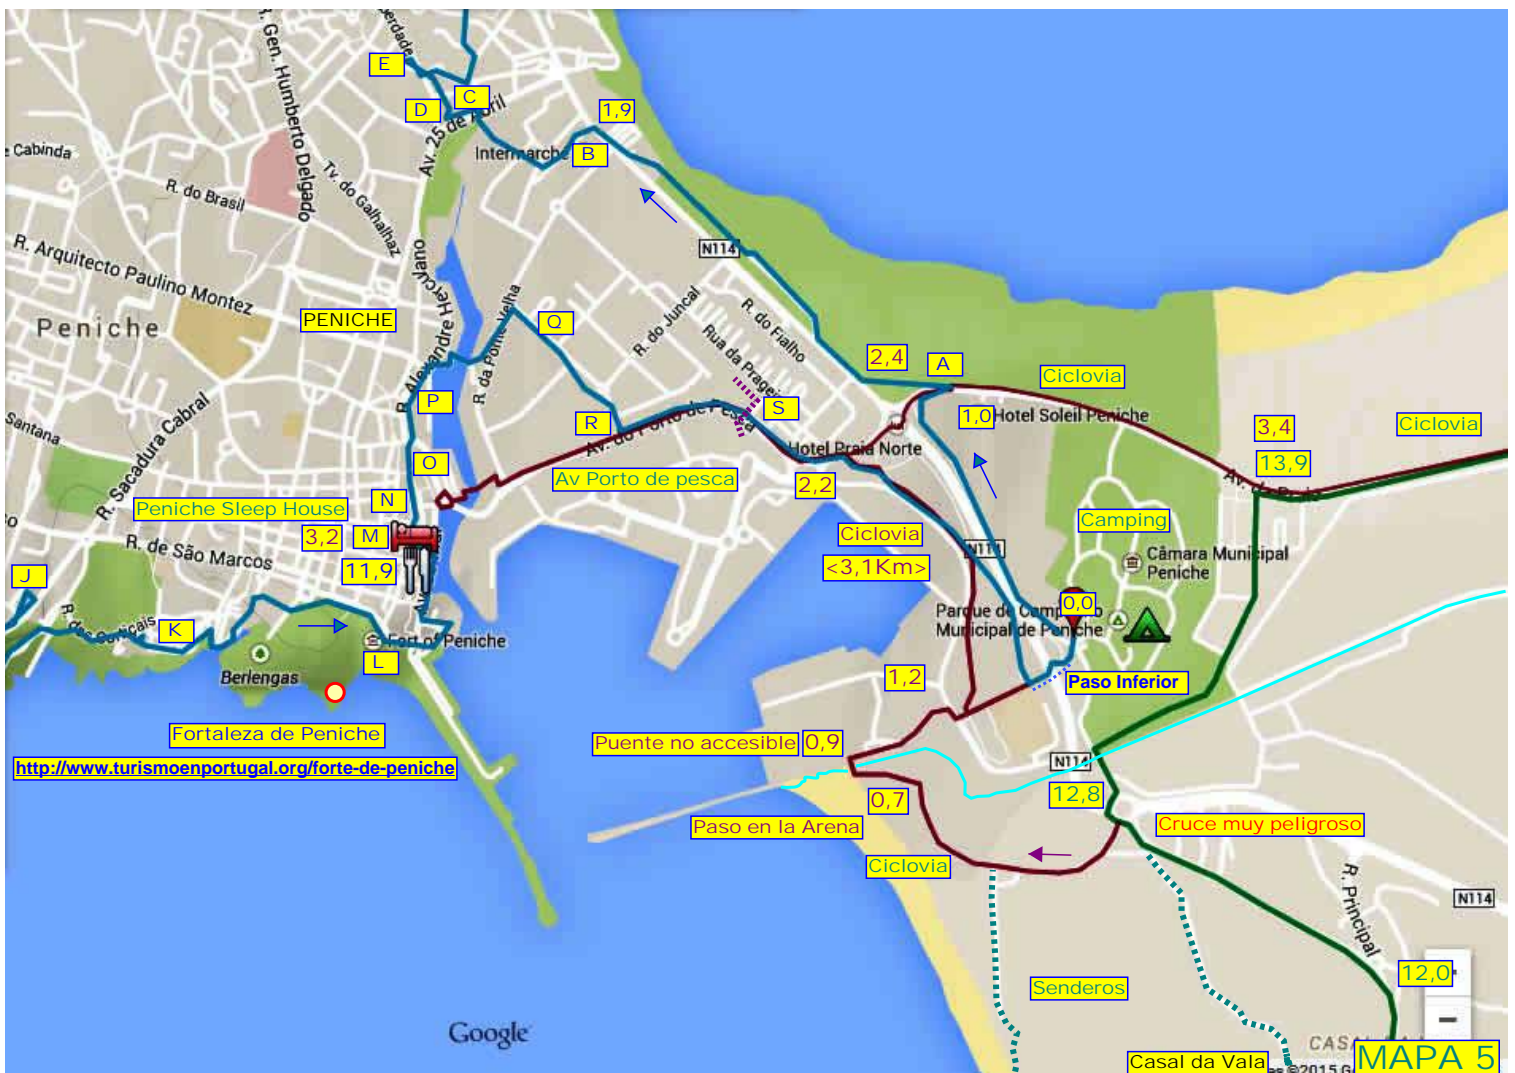 E
C
D
1,9
B
Av. 25 de Abril
Intermarche
R. Gen. Humberto Delgado
Cabinda
R. do Brasil
Tv. do Galhalhaz
R. Arquitecto Paulino Montez
N114
Peniche
PENICHE
R. Alexandre Herculano
R. da Ponte Velha
Q
R. do Juncal
R. do Fialho
Rua da Prageira
2,4
A
Ciclovia
P
R
S
1,0
Hotel Soleil Peniche
3,4
Ciclovia
13,9
Santana
R. Sacadura Cabral
Av. do Porto de Pesca
Hotel Praia Norte
Av. da Praia
O
Av Porto de pesca
2,2
N
Peniche Sleep House
3,2
M
Ciclovia
<3,1Km>
Camping
R. de São Marcos
11,9
N114
Câmara Municipal
Peniche
J
0,0
Parque de Campismo
Municipal de Peniche
R. dos Cortiçais
K
Fort of Peniche
L
Berlengas
1,2
Paso Inferior
Fortaleza de Peniche
Puente no accesible
0,9
http://www.turismoenportugal.org/forte-de-peniche
N114
0,7
12,8
Paso en la Arena
Cruce muy peligroso
Ciclovia
R. Principal
N114
12,0
Senderos
Google
Casal da Vala
MAPA 5
©2015